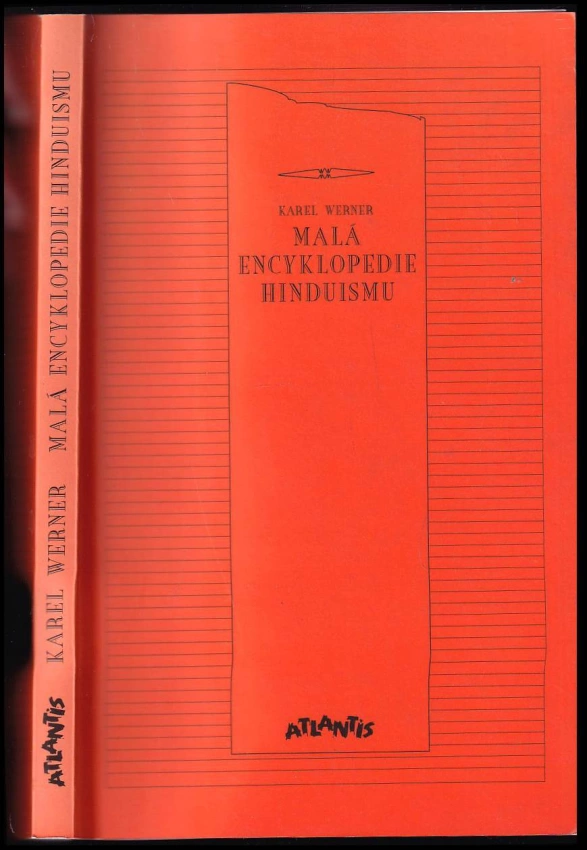 KAREL WERNER MALÁ ENCYKLOPEDIE HINDUISMU
ATLANTIS
KAREL WERNER
MALÁ
ENCYKLOPEDIE
HINDUISMU
ATLANTIS